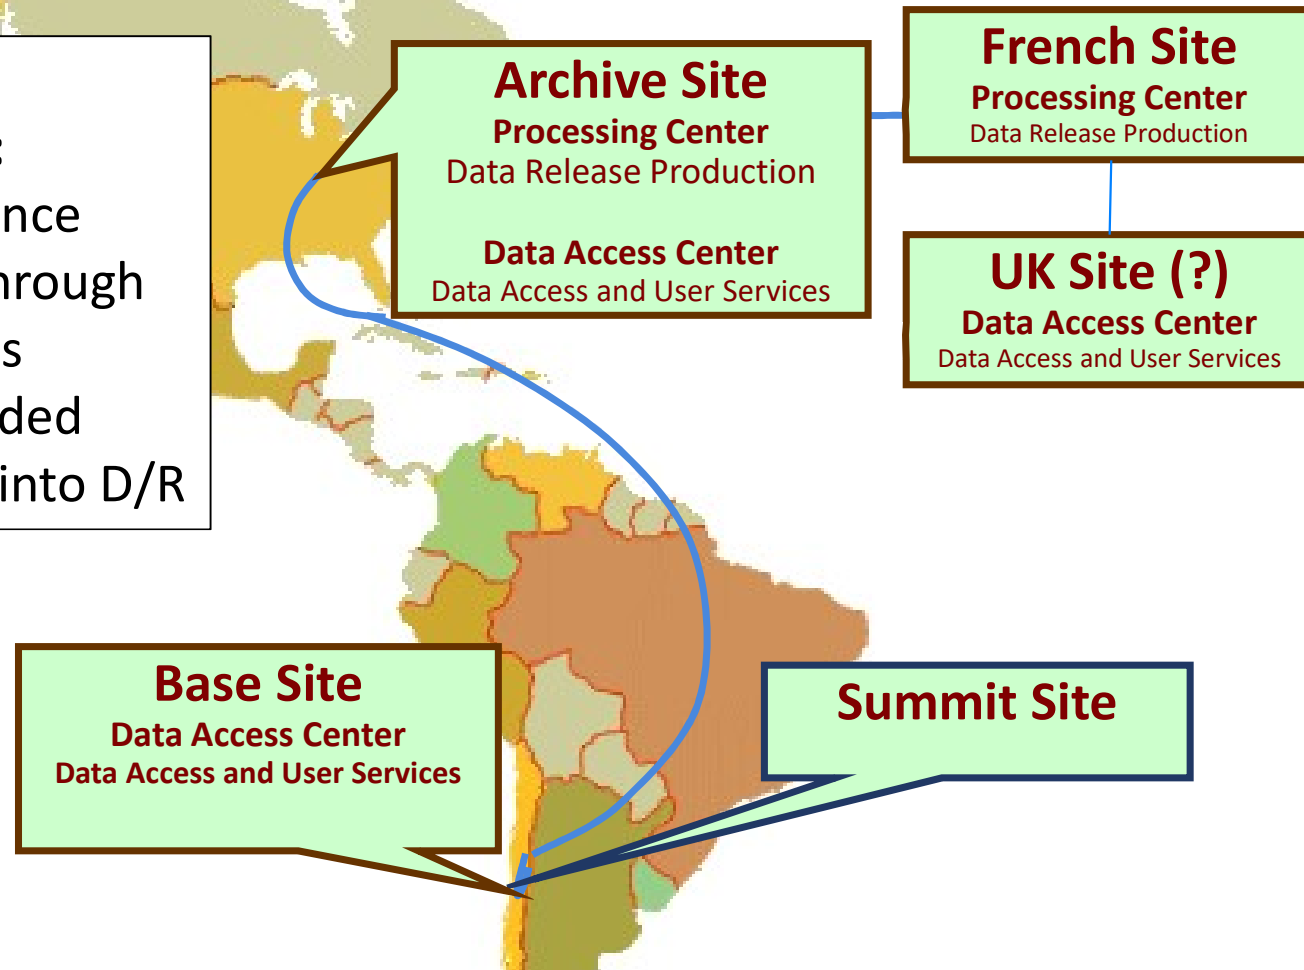 :
nce
hrough
s
ded
into D/R
Archive Site
Processing Center
Data Release Production
Data Access Center
Data Access and User Services
French Site
Processing Center
Data Release Production
UK Site (?)
Data Access Center
Data Access and User Services
Base Site
Data Access Center
Data Access and User Services
Summit Site